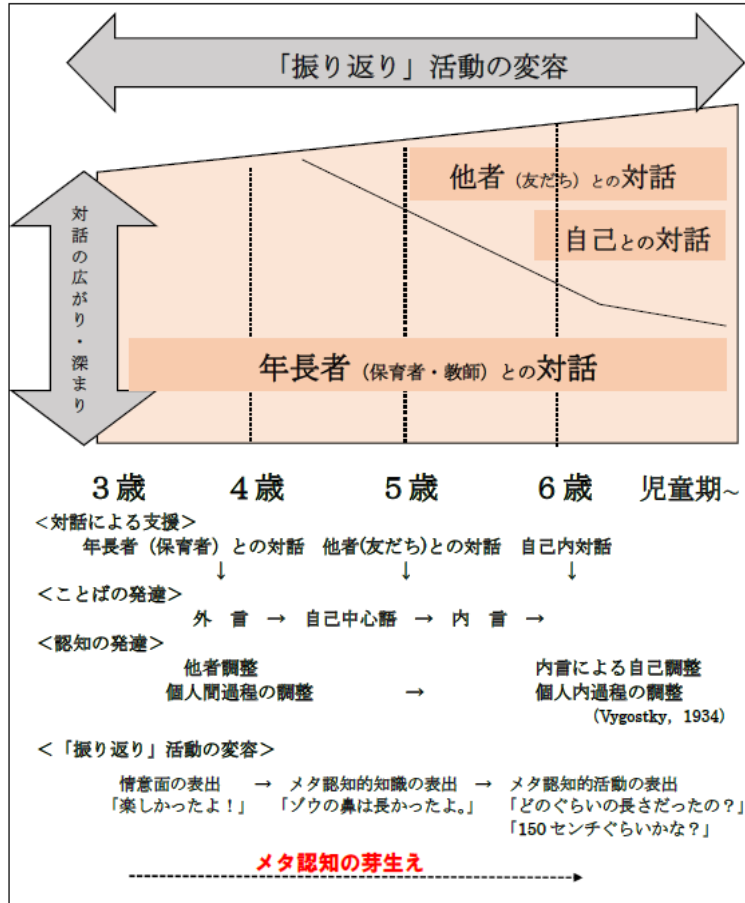 「振り返り」活動の変容
対話の広がり・深まり
他者（友だち）との対話
自己との対話
年長者（保育者・教師）との対話
3歳 4歳 5歳 6歳 児童期~
<対話による支援>
年長者（保育者）との対話 他者(友だち)との対話 自己内対話
↓ ↓ ↓
<ことばの発達>
外 言 → 自己中心語 → 内 言 →
<認知の発達>
他者調整 内言による自己調整
個人間過程の調整 → 個人内過程の調整
(Vygostky, 1934)
<「振り返り」活動の変容>
情意面の表出 → メタ認知的知識の表出 → メタ認知的活動の表出
「楽しかったよ！」 「ゾウの鼻は長かったよ。」 「どのぐらいの長さだったの？」
「150センチぐらいかな？」
メタ認知の芽生え